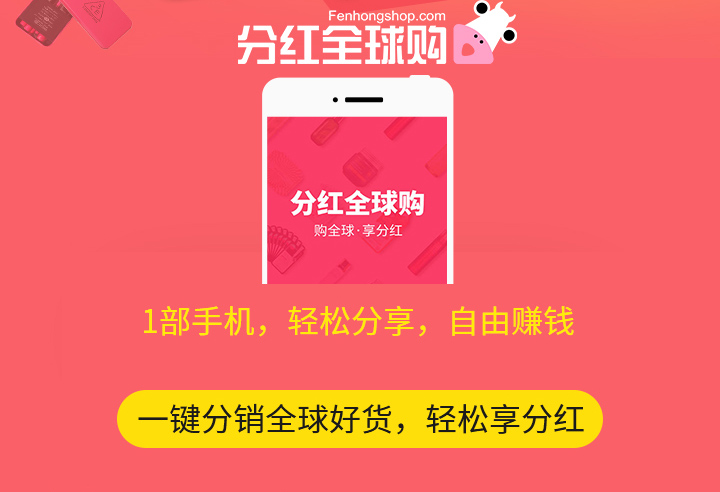 Fenhongshop.com
分红全球购
分红全球购
购全球·享分红
1部手机，轻松分享，自由赚钱
一键分销全球好货，轻松享分红